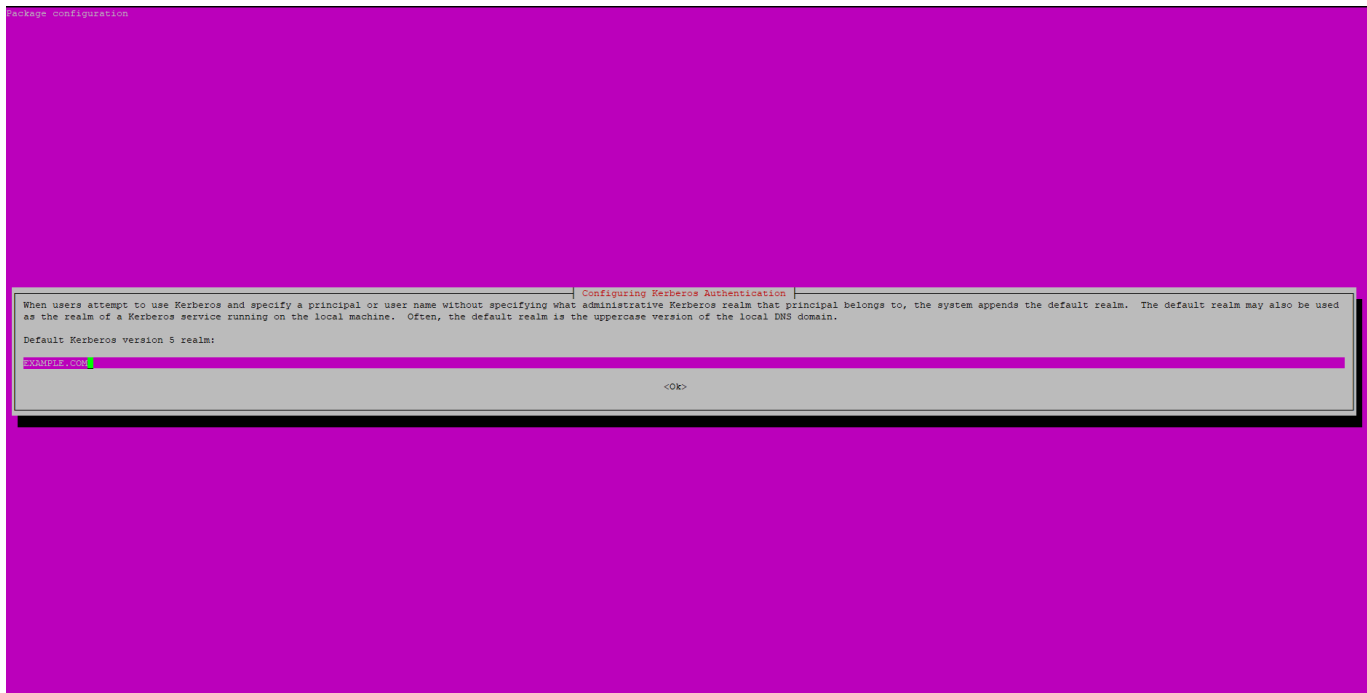 Package configuration
Configuring Kerberos Authentication
When users attempt to use Kerberos and specify a principal or user name without specifying what administrative Kerberos realm that principal belongs to, the system appends the default realm.  The default realm may also be used
as the realm of a Kerberos service running on the local machine.  Often, the default realm is the uppercase version of the local DNS domain.
Default Kerberos version 5 realm:
EXAMPLE.COM
<Ok>